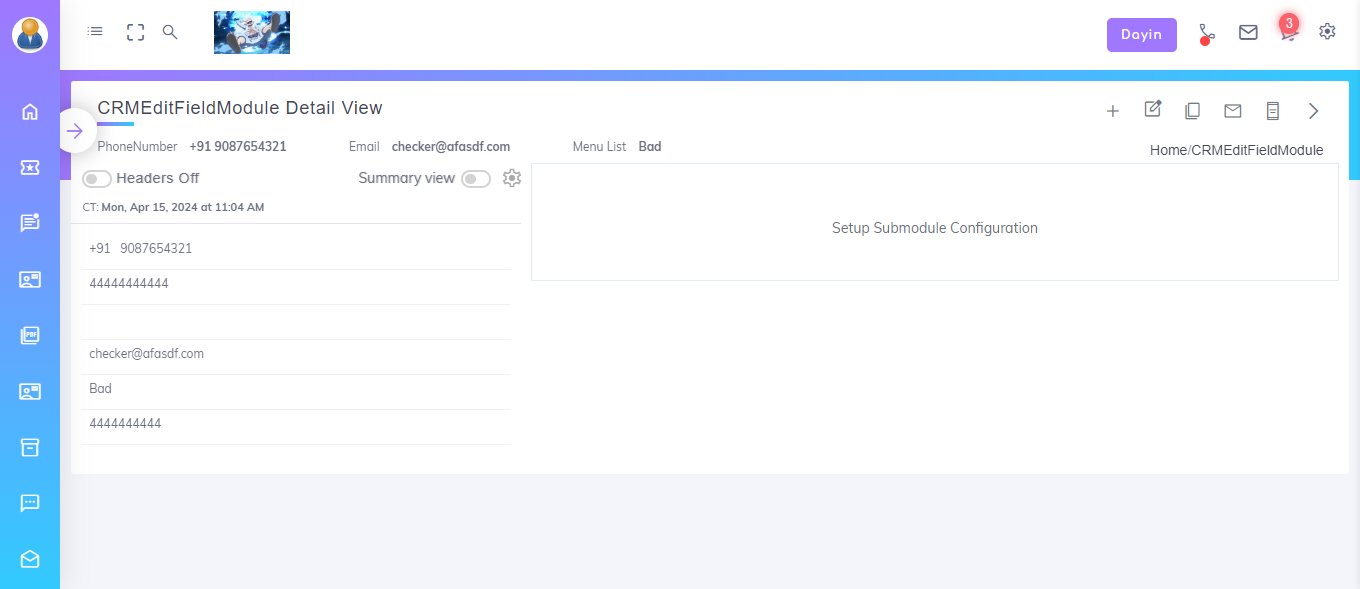 Dayin
3
CRMEditFieldModule Detail View
PhoneNumber +91 9087654321 Email checker@afasdf.com Menu List Bad
Home/CRMEditFieldModule
Headers Off Summary view
CT: Mon, Apr 15, 2024 at 11:04 AM
Setup Submodule Configuration
+91 9087654321
44444444444
PDF
checker@afasdf.com
Bad
4444444444